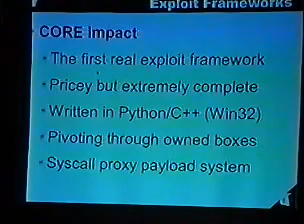 Exploit Frameworks
CORE Impact
The first real exploit framework
Pricey but extremely complete
Written in Python/C++ (Win32)
Pivoting through owned boxes
Syscall proxy payload system